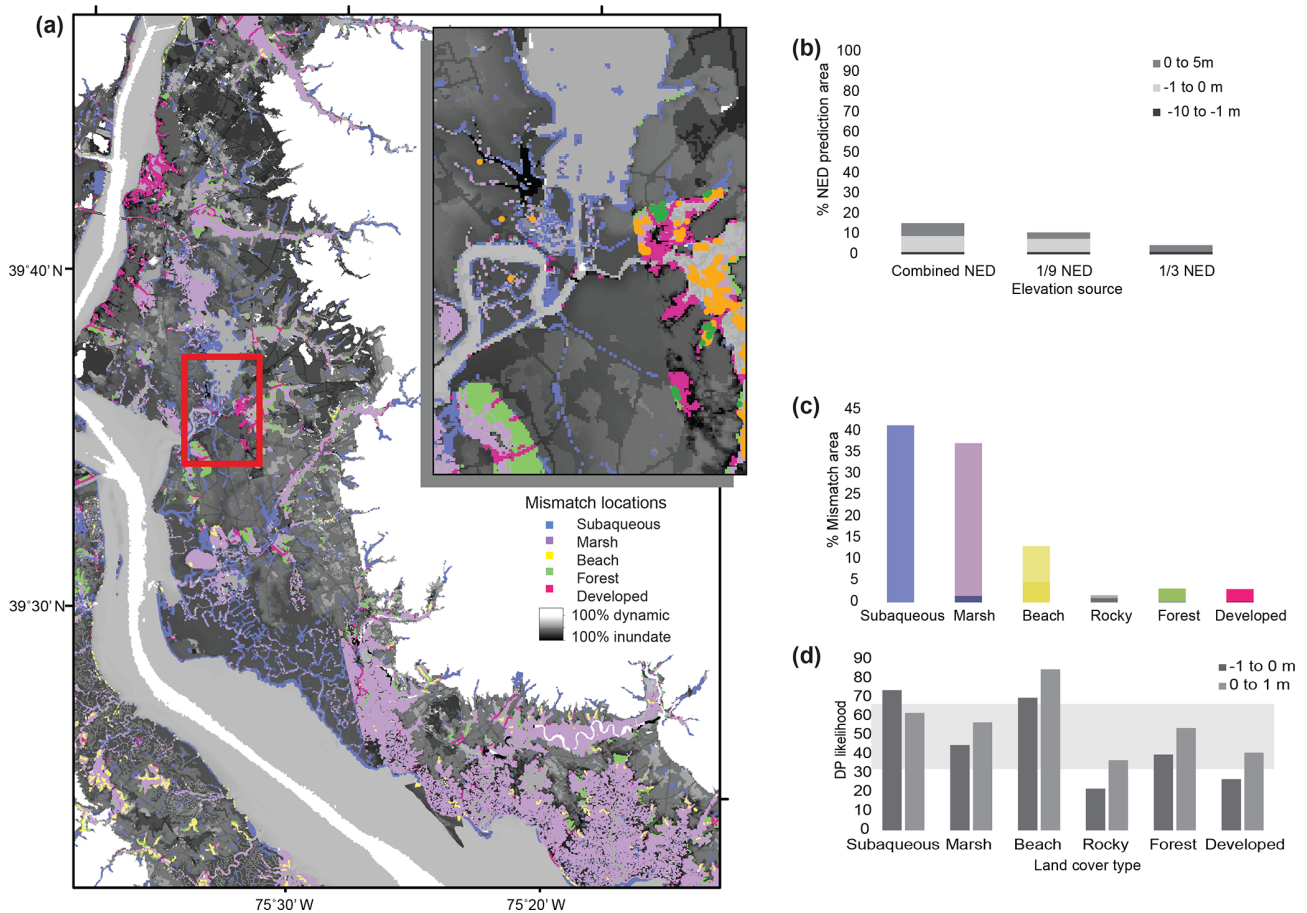 (a)
39°40' N
39°30' N
75°30' W
75°20' W
Mismatch locations
Subaqueous
Marsh
Beach
Forest
Developed
100% dynamic
100% inundate
(b)
% NED prediction area
100
90
80
70
60
50
40
30
20
10
0
0 to 5m
-1 to 0 m
-10 to -1 m
Combined NED
1/9 NED
1/3 NED
Elevation source
(c)
% Mismatch area
45
40
35
30
25
20
15
10
5
0
Subaqueous
Marsh
Beach
Rocky
Forest
Developed
(d)
DP likelihood
90
80
70
60
50
40
30
20
10
0
-1 to 0 m
0 to 1 m
Subaqueous
Marsh
Beach
Rocky
Forest
Developed
Land cover type